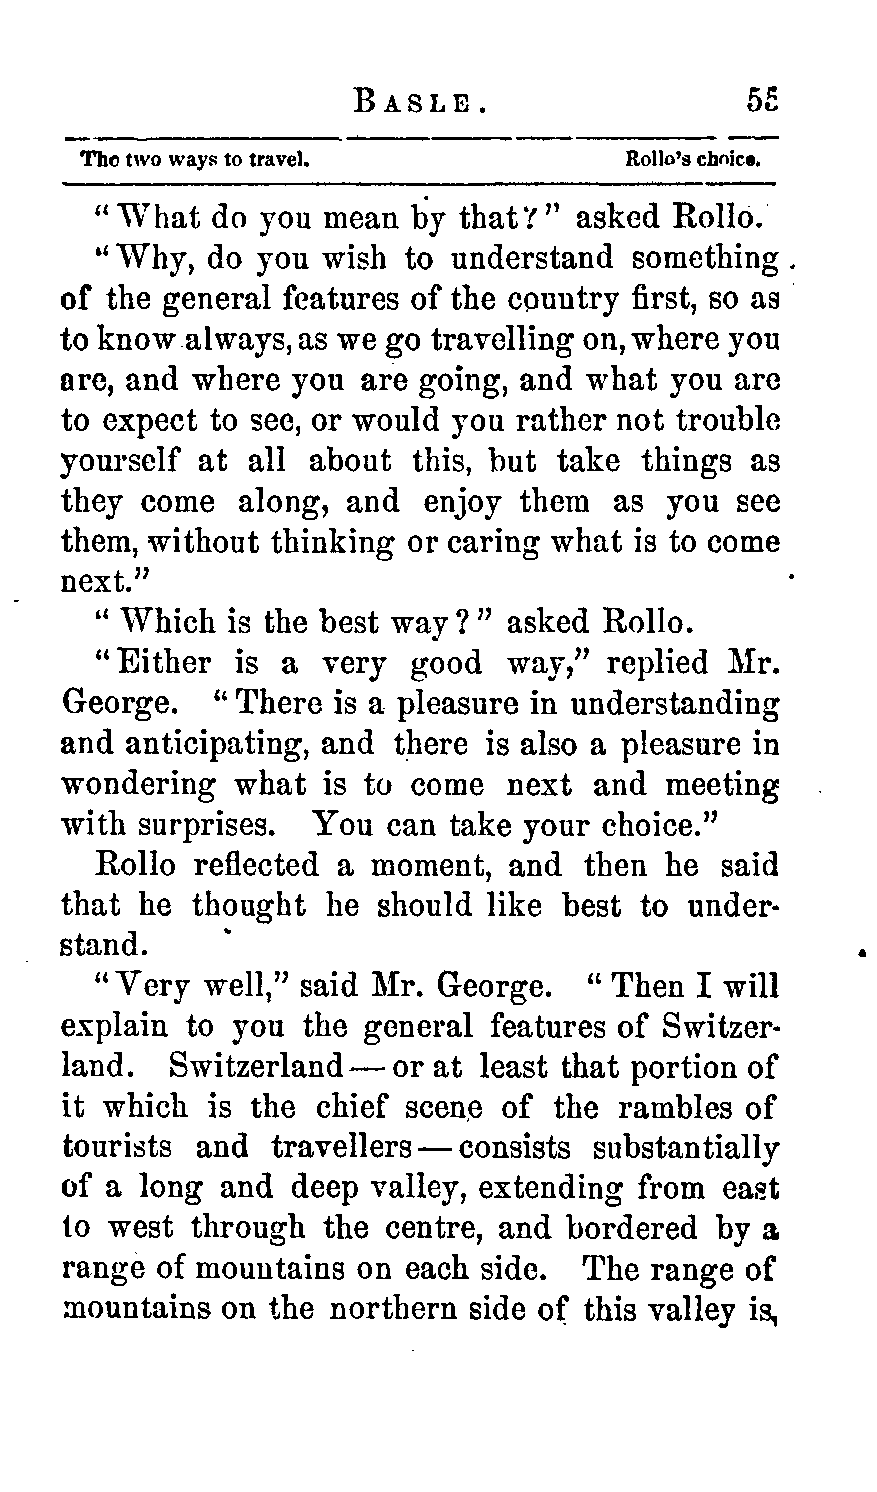 BASLE. 55
The two ways to travel. Rollo's choice.
"What do you mean by that?" asked Rollo.
"Why, do you wish to understand something
of the general features of the country first, so as
to know always, as we go travelling on, where you
are, and where you are going, and what you are
to expect to see, or would you rather not trouble
yourself at all about this, but take things as
they come along, and enjoy them as you see
them, without thinking or caring what is to come
next."
"Which is the best way?" asked Rollo.
"Either is a very good way," replied Mr.
George. "There is a pleasure in understanding
and anticipating, and there is also a pleasure in
wondering what is to come next and meeting
with surprises. You can take your choice."
Rollo reflected a moment, and then he said
that he thought he should like best to under-
stand.
"Very well," said Mr. George. "Then I will
explain to you the general features of Switzer-
land. Switzerland—or at least that portion of
it which is the chief scene of the rambles of
tourists and travellers—consists substantially
of a long and deep valley, extending from east
to west through the centre, and bordered by a
range of mountains on each side. The range of
mountains on the northern side of this valley is,